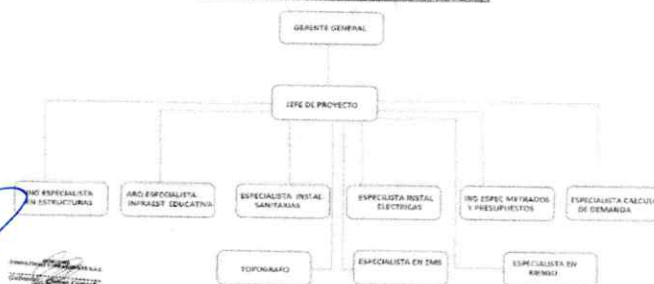 GERENTE GENERAL
JEFE DE PROYECTO
ING ESPECIALISTA
EN ESTRUCTURAS
ARQ ESPECIALISTA
INFRAEST EDUCATIVA
ESPECIALISTA INSTAL
SANITARIAS
ESPECILISTA INSTAL
ELECTRICAS
ING ESPEC METRADOS
Y PRESUPUESTOS
ESPECIALISTA CALCULO
DE DEMANDA
TOPOGRAFO
ESPECIALISTA EN EMS
ESPECIALISTA EN
RIESGO